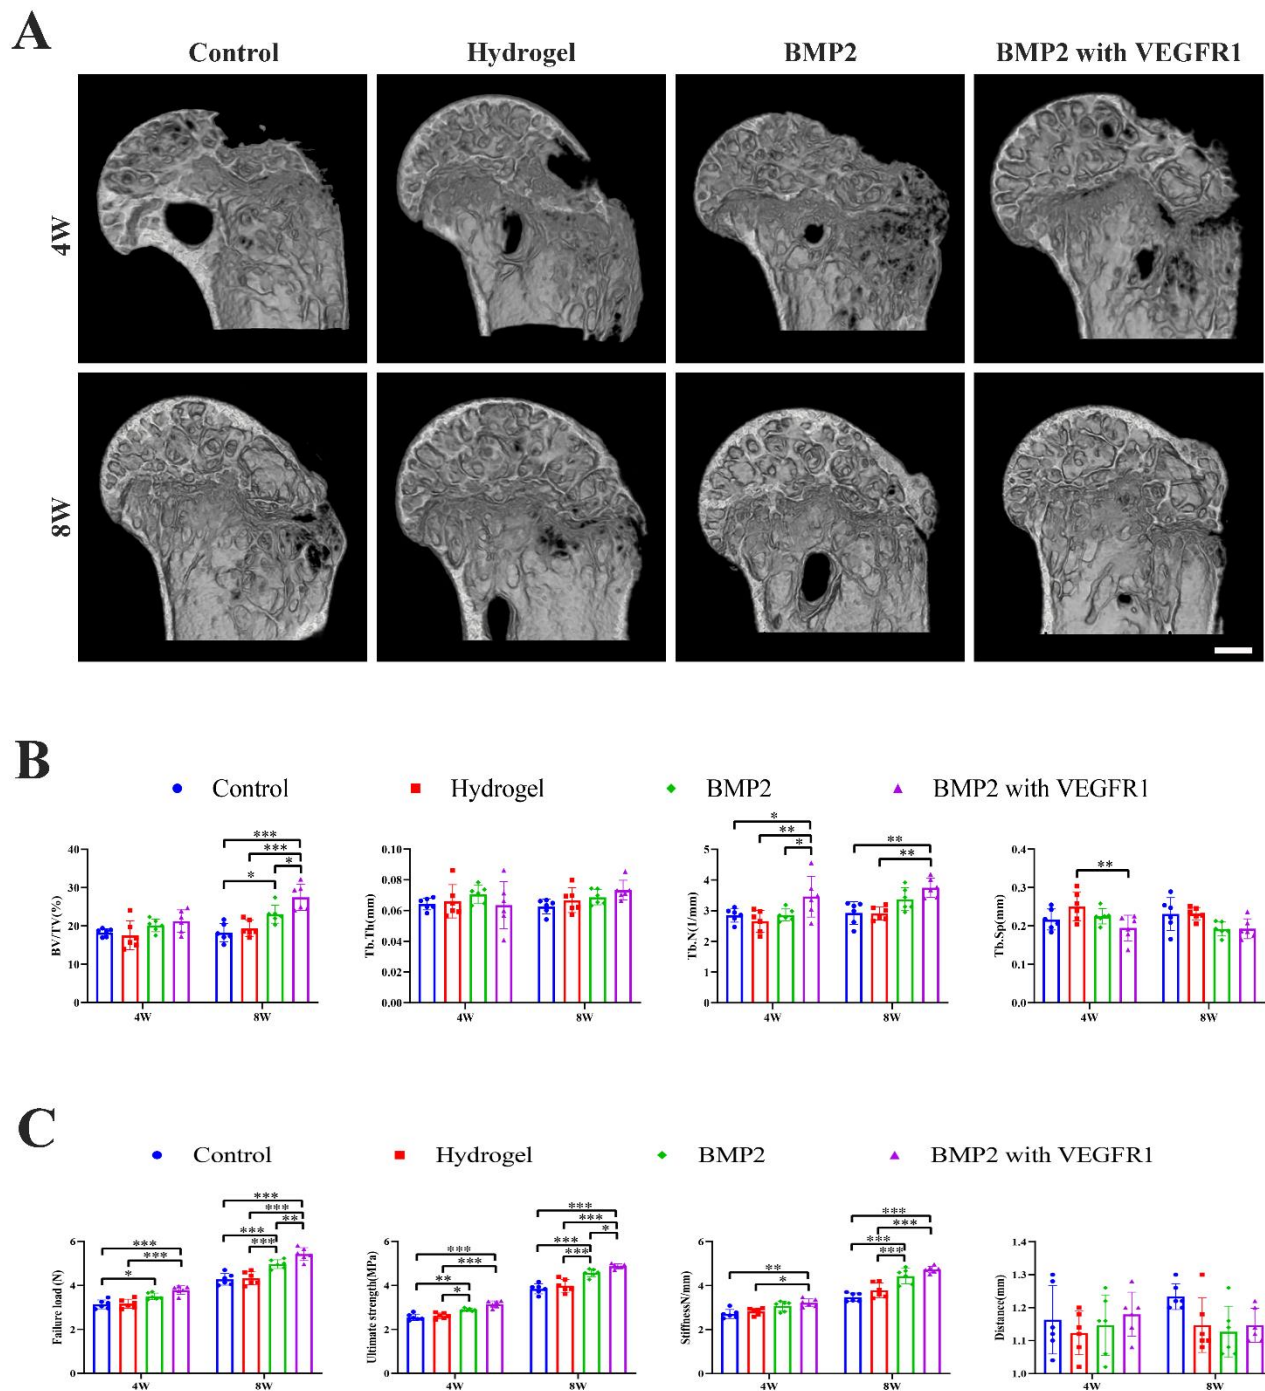 A
Control Hydrogel BMP2 BMP2 with VEGFR1
4W
8W
B
Control Hydrogel BMP2 BMP2 with VEGFR1
BV/TV(%)
40
30
20
10
0
*** *** * *
4W 8W
Tb.Th(mm)
0.10
0.08
0.06
0.04
0.02
0.00
4W 8W
Tb.N(1/mm)
5
4
3
2
1
0
* ** * ** **
4W 8W
Tb.Sp(mm)
0.4
0.3
0.2
0.1
0.0
**
4W 8W
C
Control Hydrogel BMP2 BMP2 with VEGFR1
Failure load (N)
6
4
2
0
*** *** * *** *** ** *** ***
4W 8W
Ultimate strength(MPa)
6
4
2
0
*** *** ** * *** *** * *** ***
4W 8W
Stiffness(N/mm)
6
4
2
0
** * *** *** *** ***
4W 8W
Distance(mm)
1.4
1.3
1.2
1.1
1.0
4W 8W